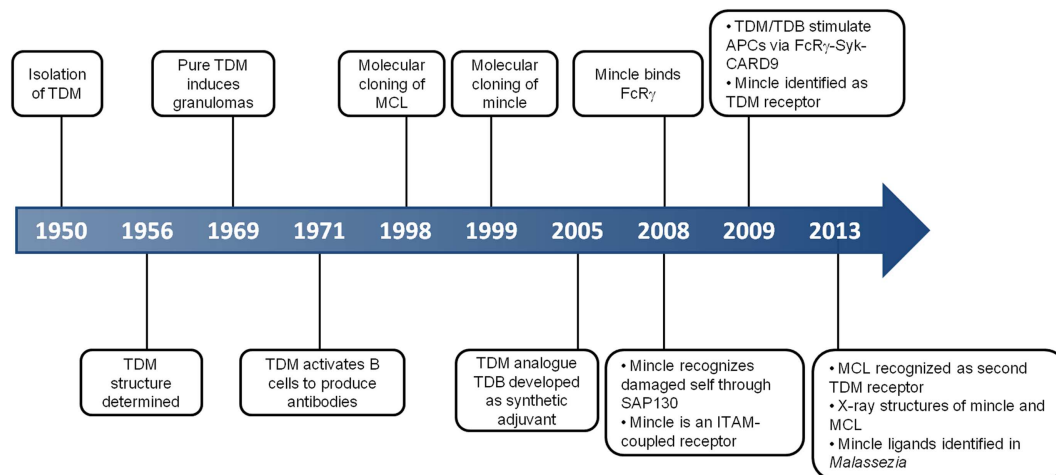 Isolation
of TDM
Pure TDM
induces
granulomas
Molecular
cloning of
MCL
Molecular
cloning of
mincle
Mincle binds
FcRγ
• TDM/TDB stimulate
APCs via FcRγ-Syk-
CARD9
• Mincle identified as
TDM receptor
1950 1956 1969 1971 1998 1999 2005 2008 2009 2013
TDM
structure
determined
TDM activates B
cells to produce
antibodies
TDM analogue
TDB developed
as synthetic
adjuvant
• Mincle recognizes
damaged self through
SAP130
• Mincle is an ITAM-
coupled receptor
• MCL recognized as second
TDM receptor
• X-ray structures of mincle and
MCL
• Mincle ligands identified in
Malassezia